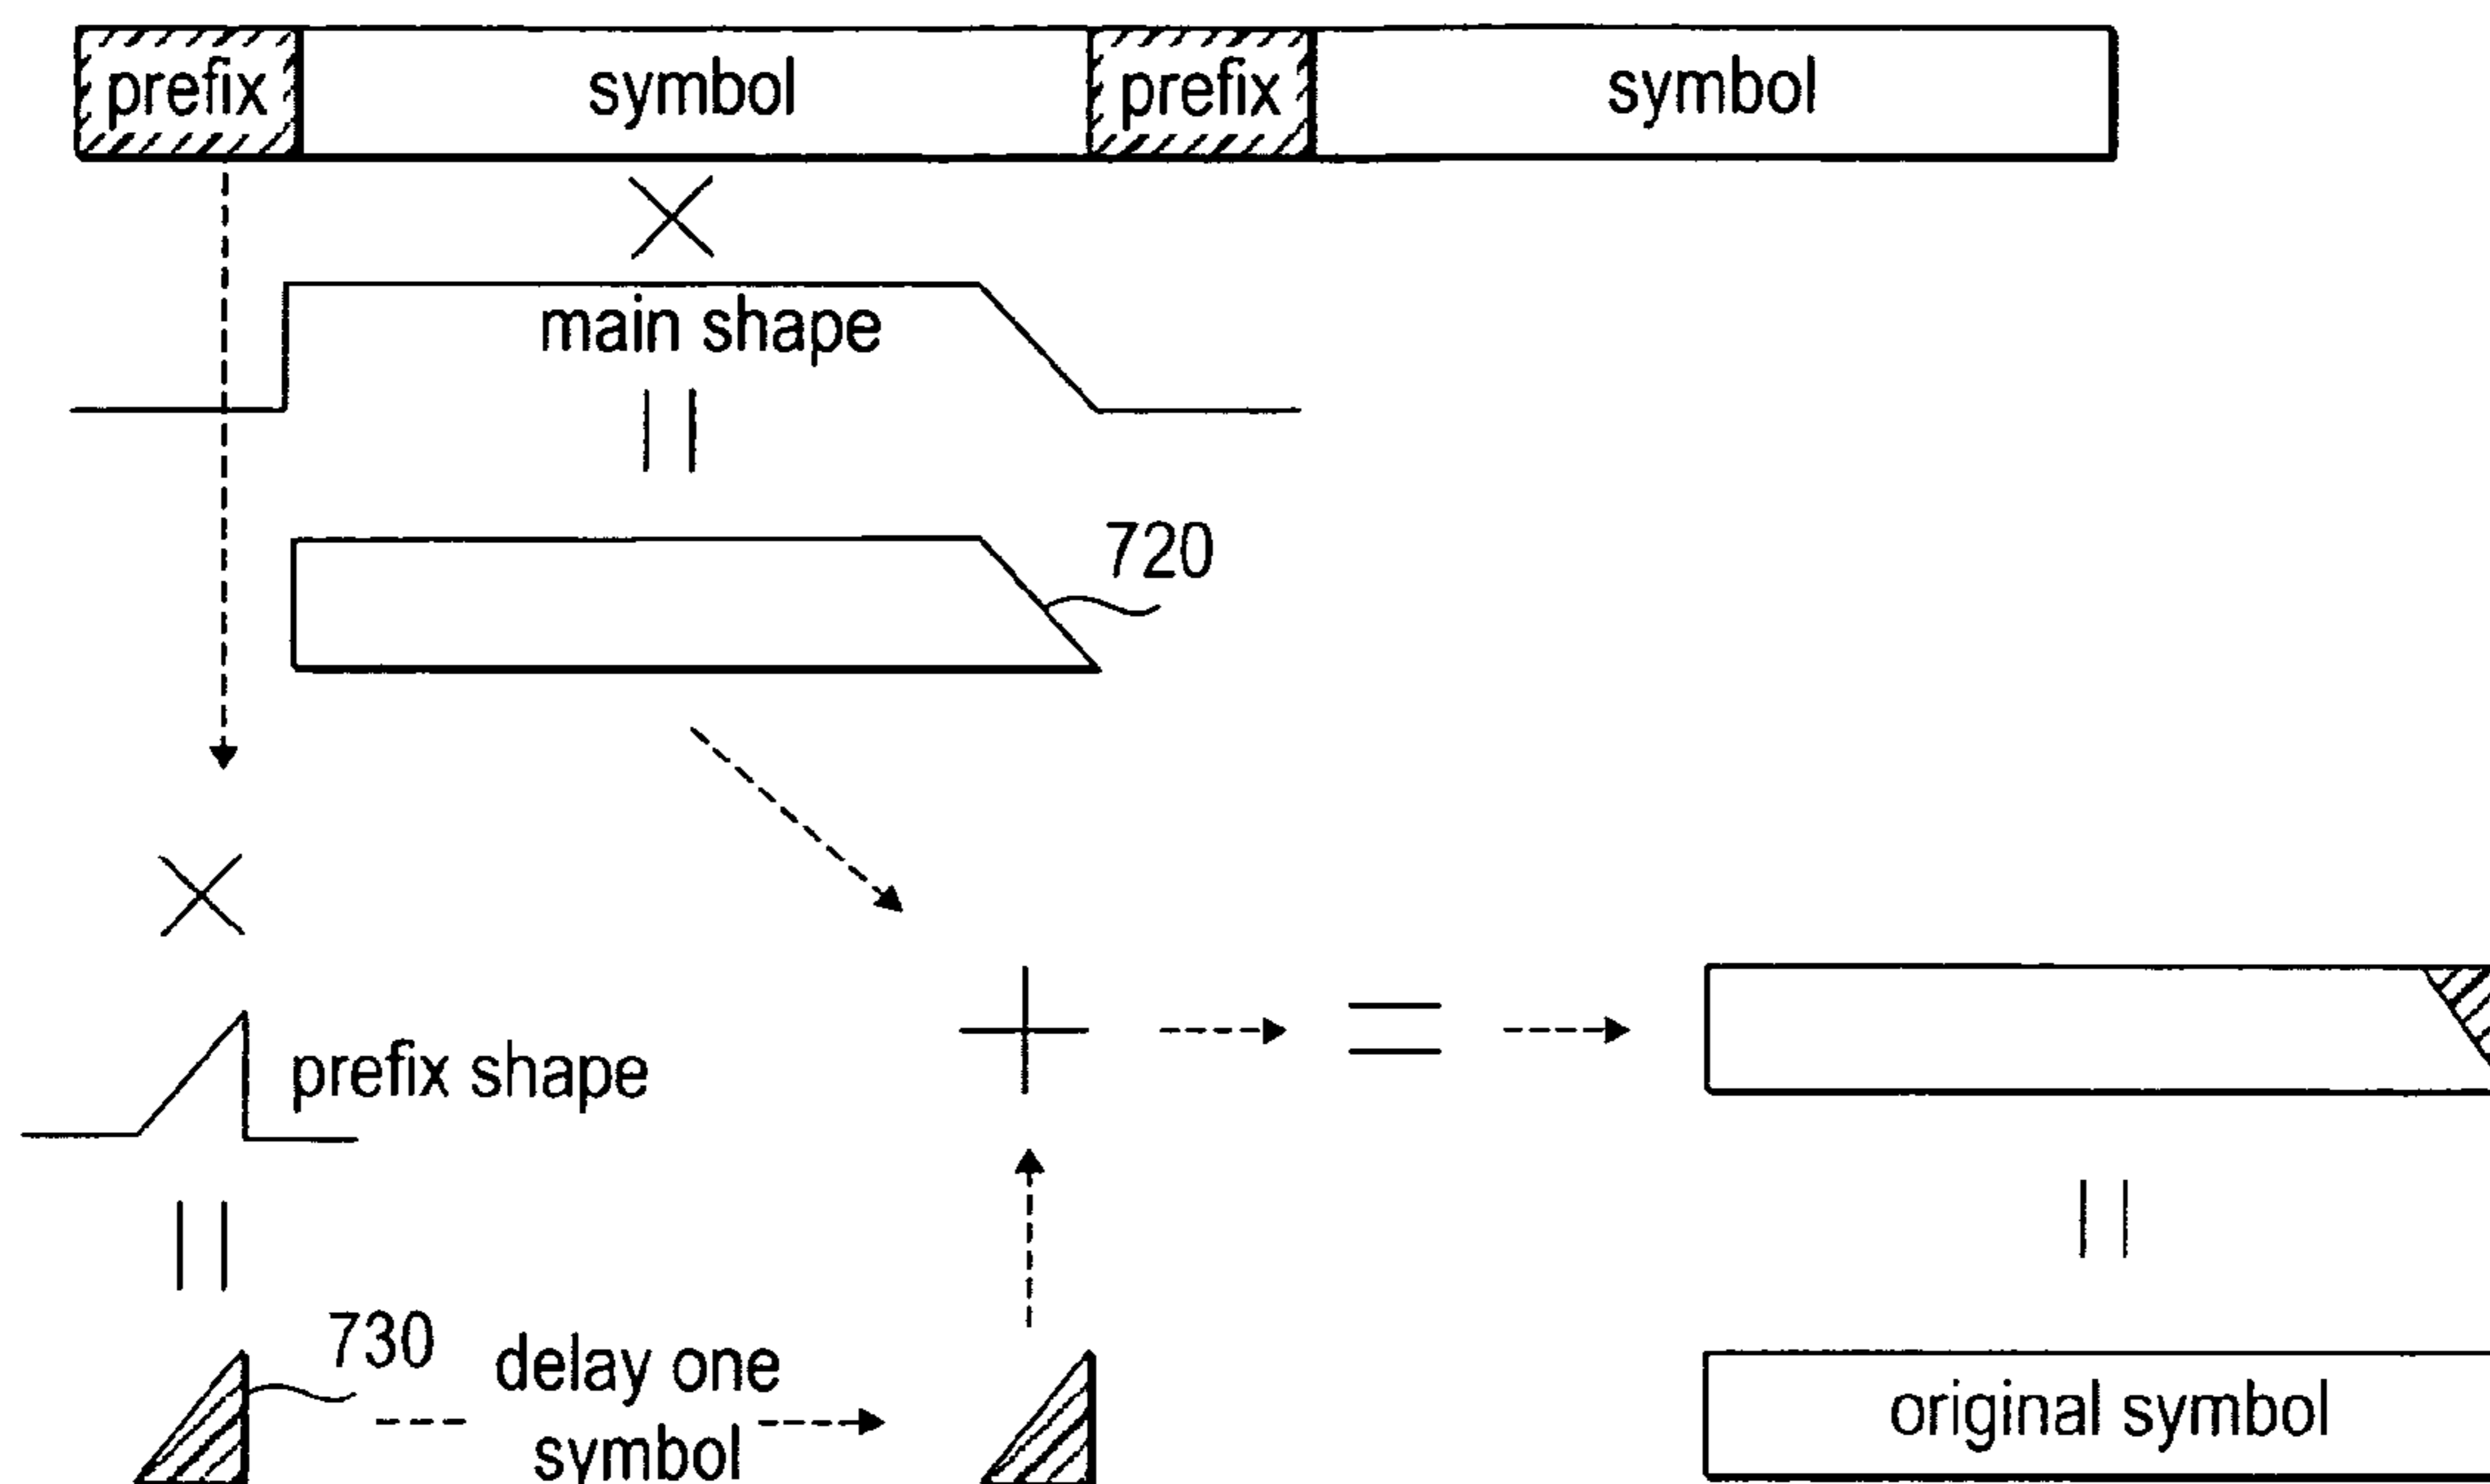 prefix symbol prefix symbol
main shape
720
prefix shape
730
delay one
symbol
original symbol